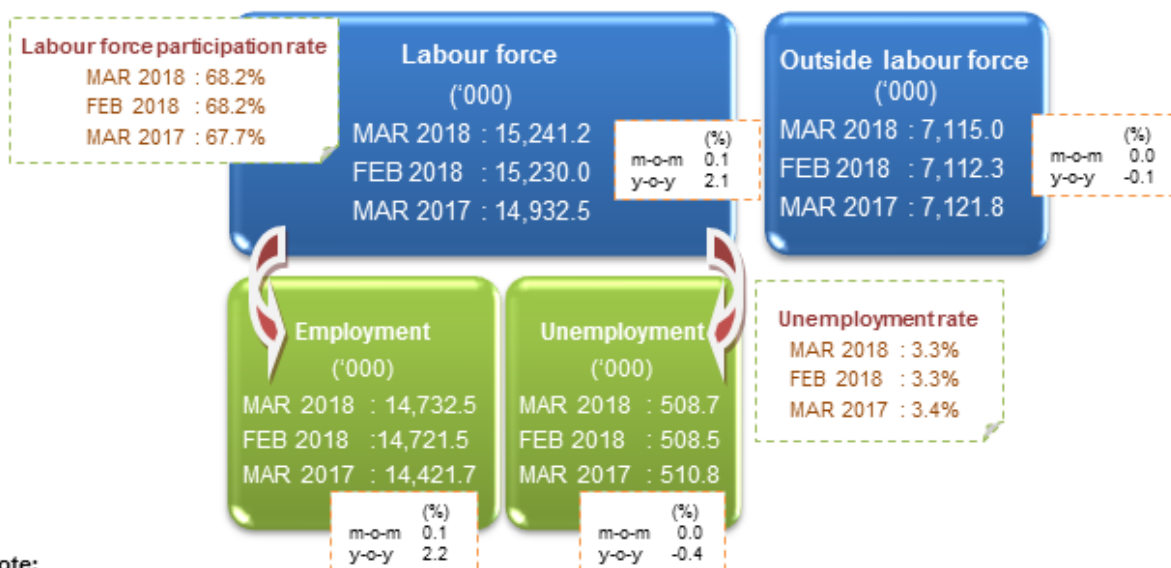 Labour force participation rate
MAR 2018 : 68.2%
FEB 2018 : 68.2%
MAR 2017 : 67.7%
Labour force
('000)
MAR 2018 : 15,241.2
FEB 2018 : 15,230.0
MAR 2017 : 14,932.5
(%)
m-o-m 0.1
y-o-y 2.1
Outside labour force
('000)
MAR 2018 : 7,115.0
FEB 2018 : 7,112.3
MAR 2017 : 7,121.8
(%)
m-o-m 0.0
y-o-y -0.1
Employment
('000)
MAR 2018 : 14,732.5
FEB 2018 :14,721.5
MAR 2017 : 14,421.7
(%)
m-o-m 0.1
y-o-y 2.2
Unemployment
('000)
MAR 2018 : 508.7
FEB 2018 : 508.5
MAR 2017 : 510.8
(%)
m-o-m 0.0
y-o-y -0.4
Unemployment rate
MAR 2018 : 3.3%
FEB 2018 : 3.3%
MAR 2017 : 3.4%